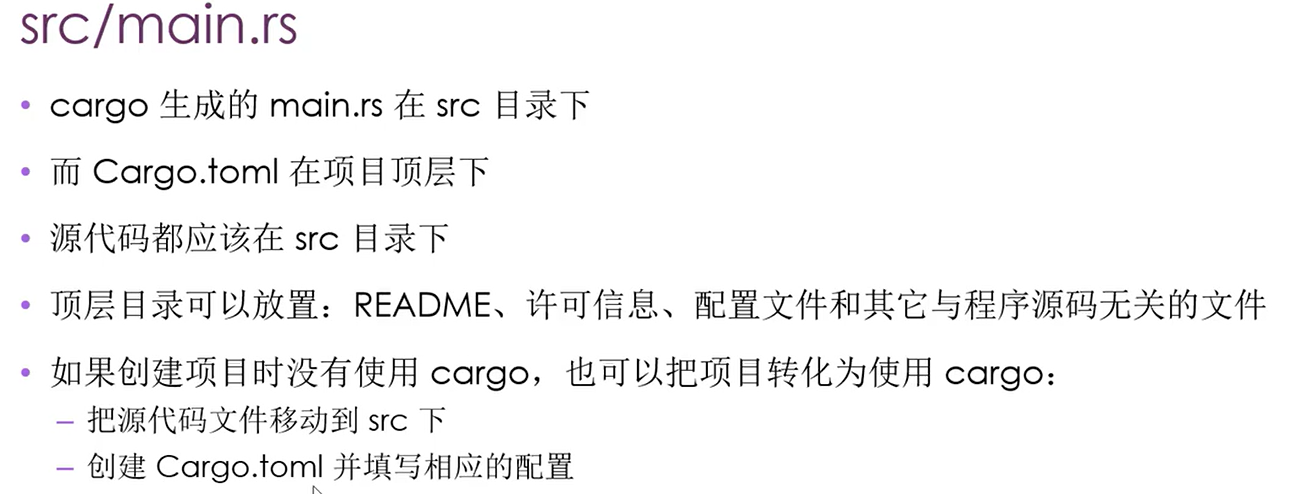 src/main.rs
• cargo 生成的 main.rs 在 src 目录下
• 而 Cargo.toml 在项目顶层下
• 源代码都应该在 src 目录下
• 顶层目录可以放置：README、许可信息、配置文件和其它与程序源码无关的文件
• 如果创建项目时没有使用 cargo，也可以把项目转化为使用 cargo：
– 把源代码文件移动到 src 下
– 创建 Cargo.toml 并填写相应的配置